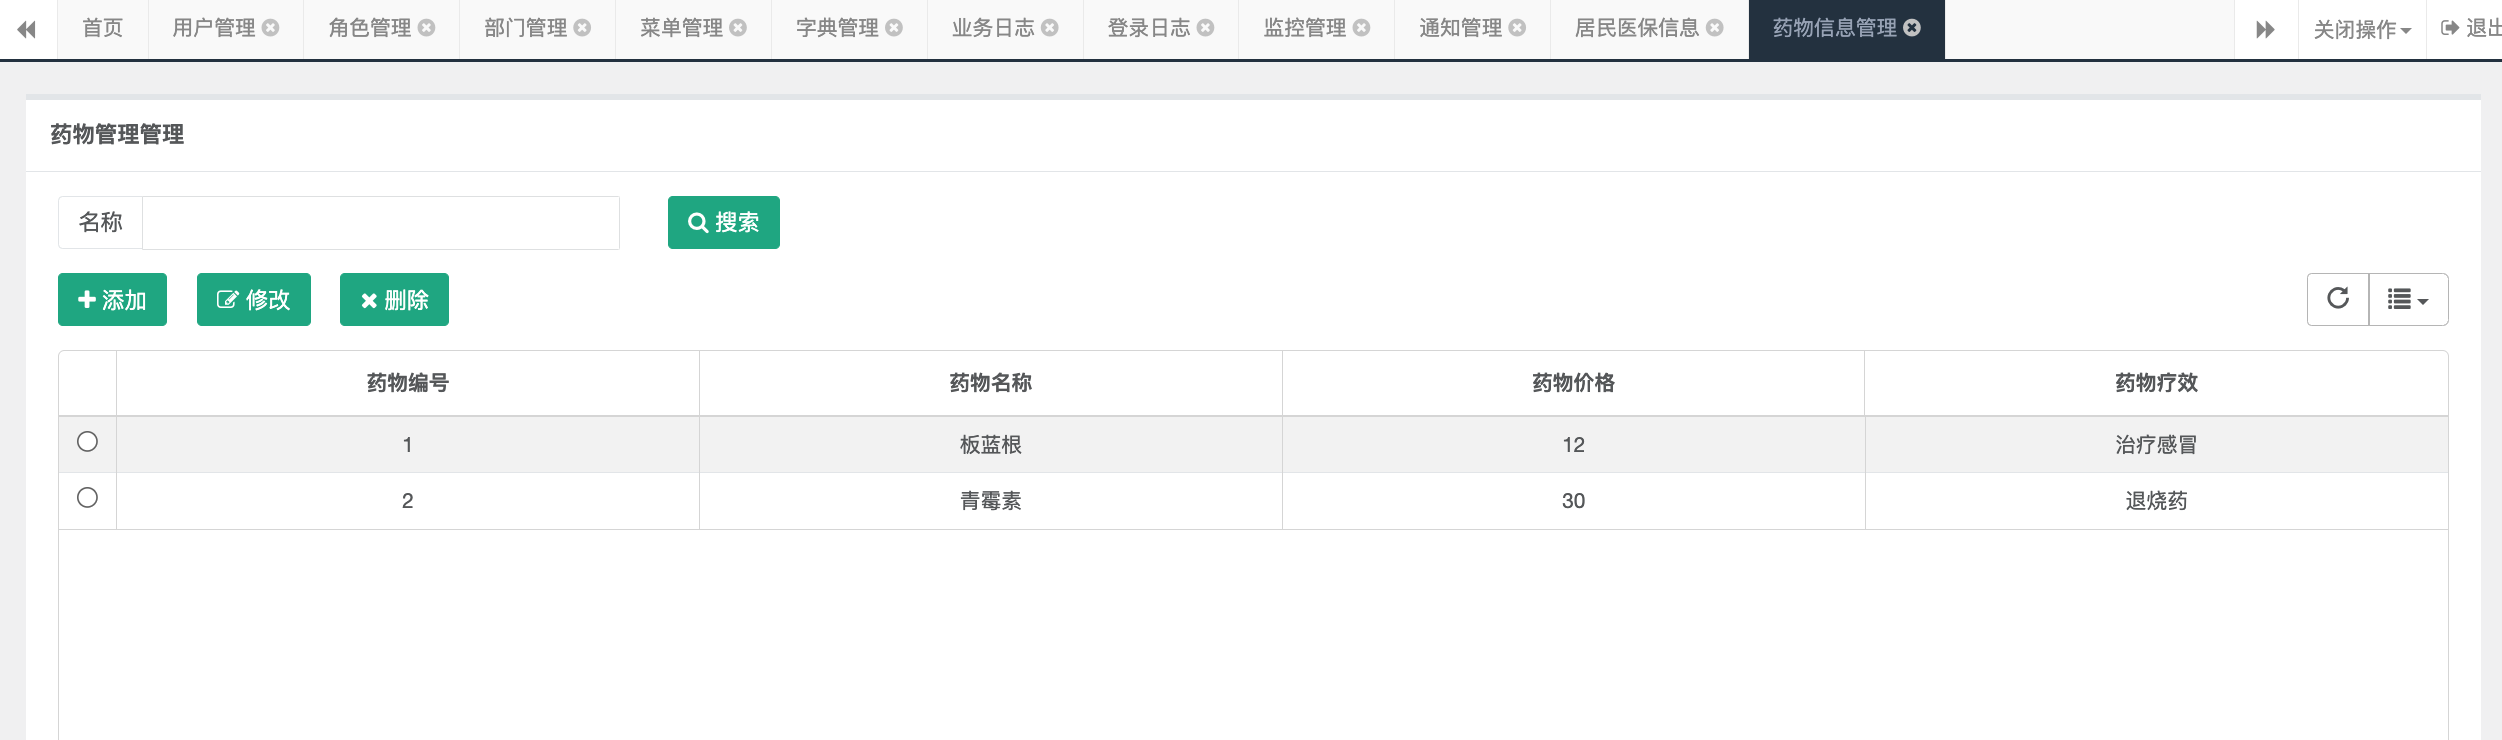 首页 用户管理 角色管理 部门管理 菜单管理 字典管理 业务日志 登录日志 监控管理 通知管理 居民医保信息 药物信息管理 关闭操作 退出
药物管理管理
名称 搜索
添加 修改 删除
药物编号 药物名称 药物价格 药物疗效
1 板蓝根 12 治疗感冒
2 青霉素 30 退烧药